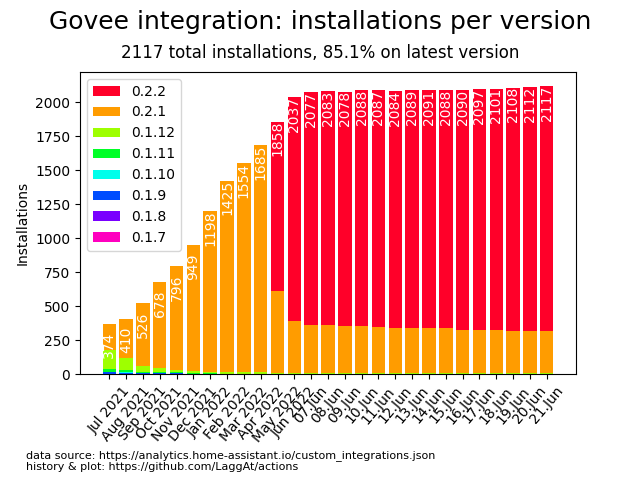 Govee integration: installations per version
2117 total installations, 85.1% on latest version
Installations
2000
1750
1500
1250
1000
750
500
250
0
0.2.2
0.2.1
0.1.12
0.1.11
0.1.10
0.1.9
0.1.8
0.1.7
374
410
526
678
796
949
1198
1425
1554
1685
1858
2037
2077
2083
2078
2088
2087
2084
2089
2091
2088
2090
2097
2101
2108
2112
2117
Jul 2021
Aug 2021
Sep 2021
Oct 2021
Nov 2021
Dec 2021
Jan 2022
Feb 2022
Mar 2022
Apr 2022
May 2022
Jun 2022
07.Jun
08.Jun
09.Jun
10.Jun
11.Jun
12.Jun
13.Jun
14.Jun
15.Jun
16.Jun
17.Jun
18.Jun
19.Jun
20.Jun
21.Jun
data source: https://analytics.home-assistant.io/custom_integrations.json
history & plot: https://github.com/LaggAt/actions